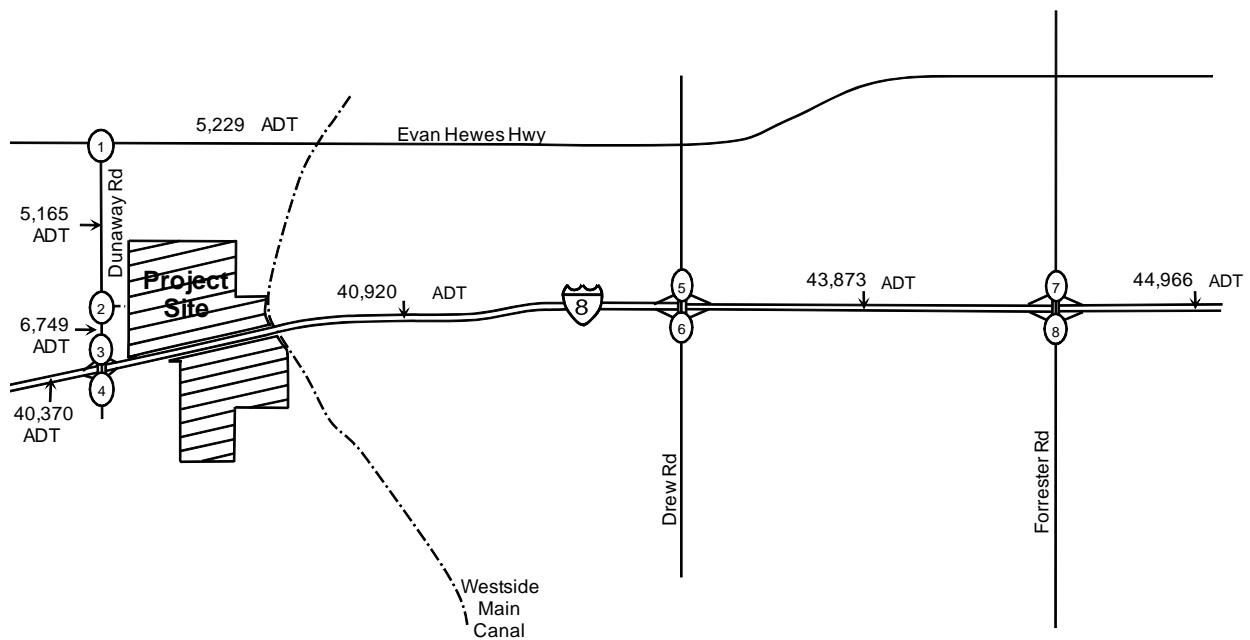 5,229 ADT
Evan Hewes Hwy
1
Dunaway Rd
5,165
ADT
Project
Site
2
6,749
ADT
3
4
40,370
ADT
40,920 ADT
8
5
6
43,873 ADT
7
8
44,966 ADT
Drew Rd
Forrester Rd
Westside
Main
Canal